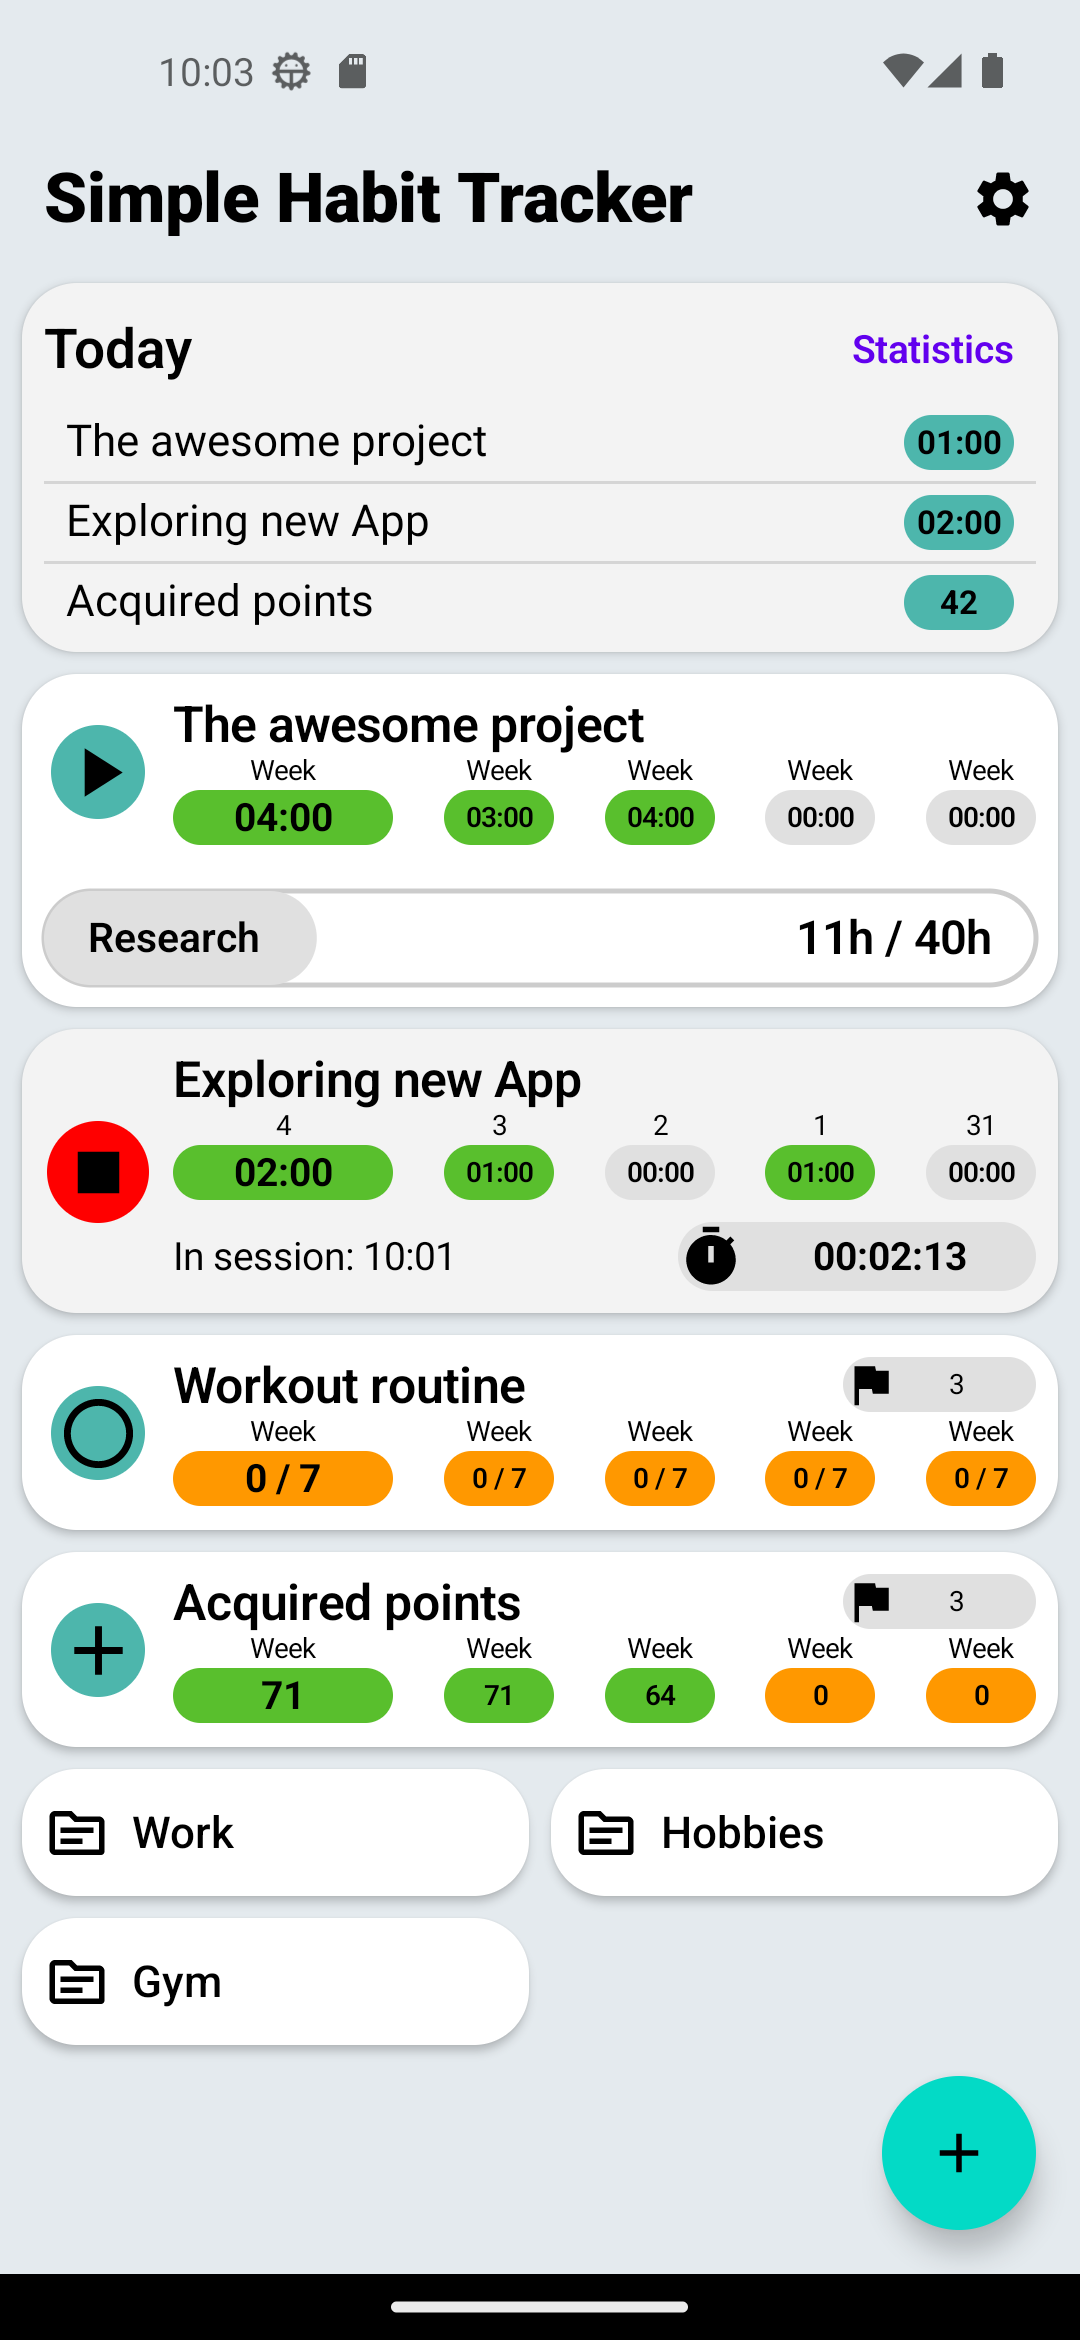 10:03
Simple Habit Tracker
Today Statistics
The awesome project 01:00
Exploring new App 02:00
Acquired points 42
The awesome project
Week Week Week Week Week
04:00 03:00 04:00 00:00 00:00
Research 11h / 40h
Exploring new App
4 3 2 1 31
02:00 01:00 00:00 01:00 00:00
In session: 10:01 00:02:13
Workout routine 3
Week Week Week Week Week
0 / 7 0 / 7 0 / 7 0 / 7 0 / 7
Acquired points 3
Week Week Week Week Week
71 71 64 0 0
Work Hobbies
Gym